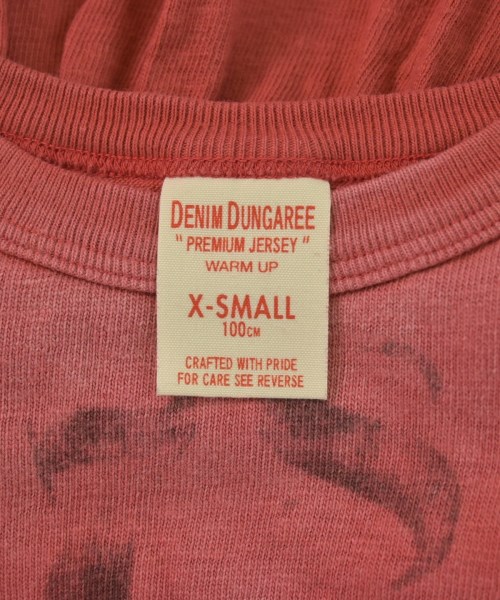 DENIM DUNGAREE
"PREMIUM JERSEY"
WARM UP
X-SMALL
100CM
CRAFTED WITH PRIDE
FOR CARE SEE REVERSE